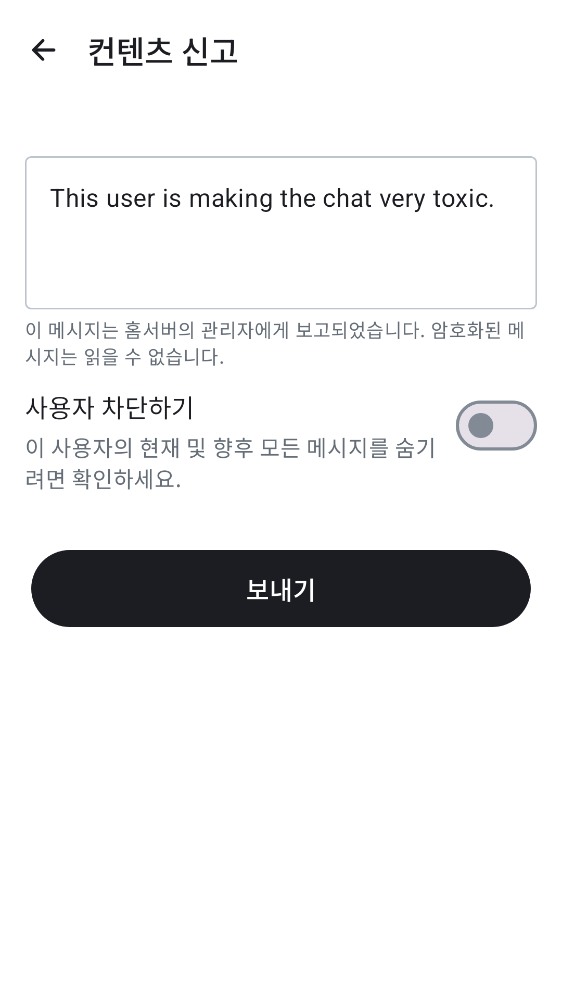 컨텐츠 신고
This user is making the chat very toxic.
이 메시지는 홈서버의 관리자에게 보고되었습니다. 암호화된 메
시지는 읽을 수 없습니다.
사용자 차단하기
이 사용자의 현재 및 향후 모든 메시지를 숨기
려면 확인하세요.
보내기